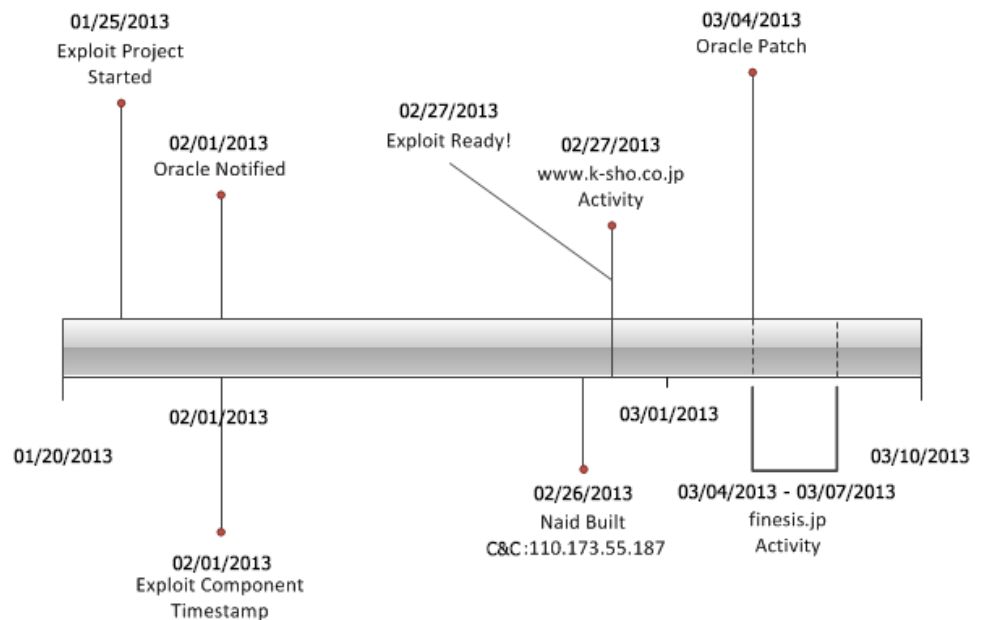 01/25/2013
Exploit Project
Started
02/01/2013
Oracle Notified
02/27/2013
Exploit Ready!
02/27/2013
www.k-sho.co.jp
Activity
03/04/2013
Oracle Patch
01/20/2013
02/01/2013
03/01/2013
03/10/2013
02/01/2013
Exploit Component
Timestamp
02/26/2013
Naid Built
C&C:110.173.55.187
03/04/2013 - 03/07/2013
finesis.jp
Activity